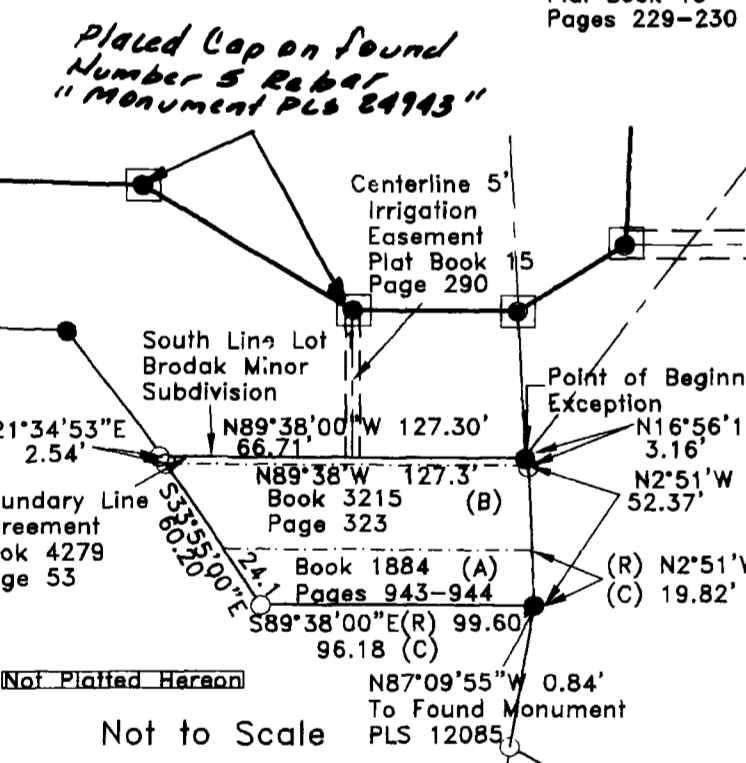 Pages 229-230
Placed Cap on found
Number 5 Rebar
"Monument PLS 24943"
Centerline 5'
Irrigation
Easement
Plat Book 15
Page 290
South Line Lot
Brodak Minor
Subdivision
Point of Beginn
Exception
21°34'53"E
2.54'
N89°38'00"W 127.30'
66.71'
N16°56'1
3.16'
N89°38'W 127.3'
N2°51'W
52.37'
Book 3215 (B)
Page 323
undary Line
reement
ok 4279
ge 53
S33°55'00"E
60.20
24.1
Book 1884 (A)
Pages 943-944
(R) N2°51'W
(C) 19.82'
S89°38'00"E(R) 99.60
96.18 (C)
Not Platted Hereon
N87°09'55"W 0.84'
To Found Monument
PLS 12085
Not to Scale